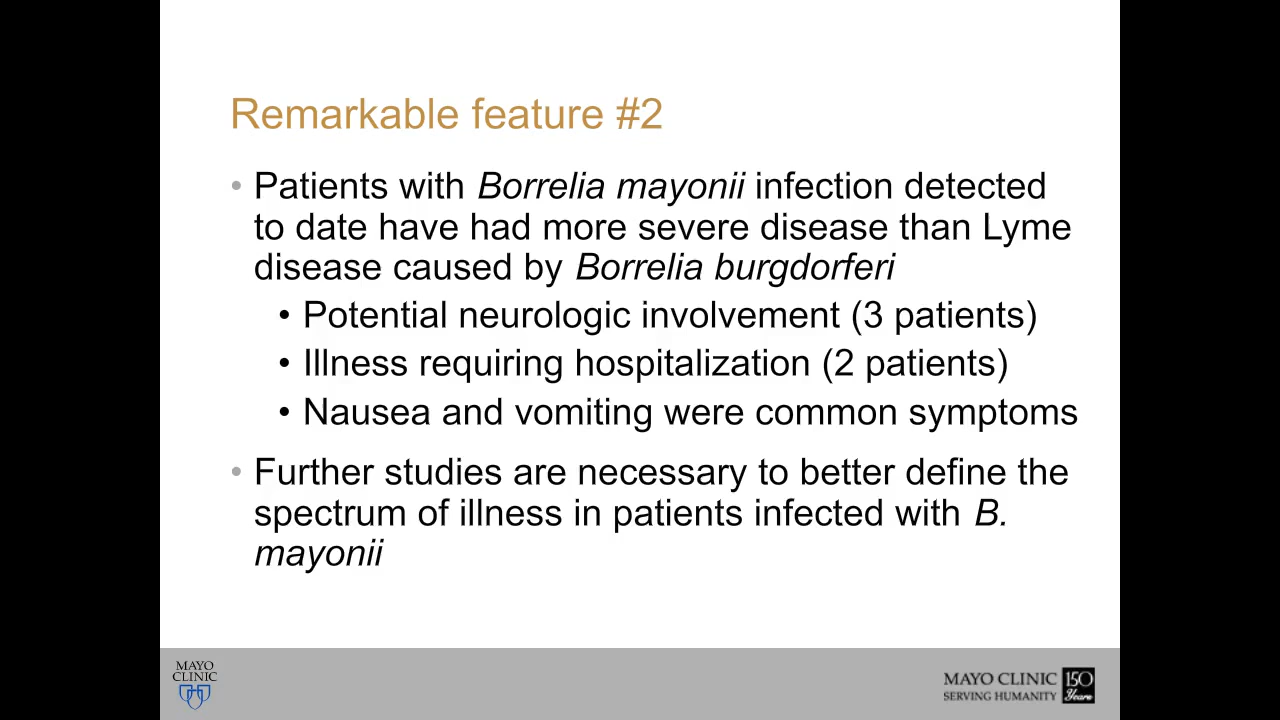 Remarkable feature #2
• Patients with Borrelia mayonii infection detected
to date have had more severe disease than Lyme
disease caused by Borrelia burgdorferi
• Potential neurologic involvement (3 patients)
• Illness requiring hospitalization (2 patients)
• Nausea and vomiting were common symptoms
• Further studies are necessary to better define the
spectrum of illness in patients infected with B.
mayonii
MAYO
CLINIC
MAYO CLINIC
SERVING HUMANITY
150
Years